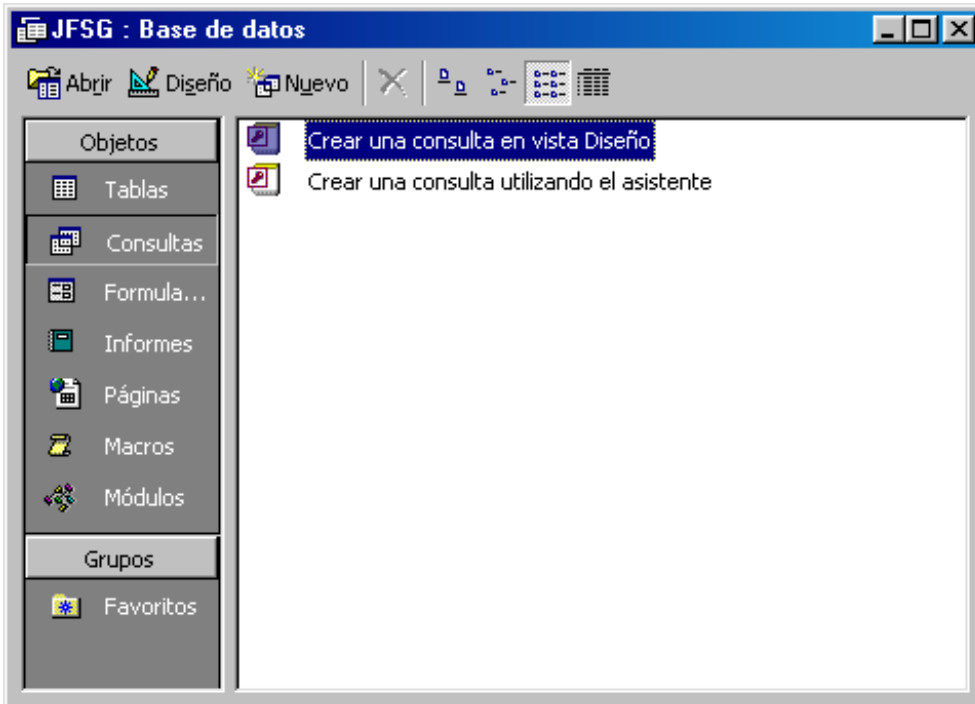 JFSG : Base de datos
Abrir Diseño Nuevo
Objetos
Tablas
Consultas
Formula...
Informes
Páginas
Macros
Módulos
Grupos
Favoritos
Crear una consulta en vista Diseño
Crear una consulta utilizando el asistente